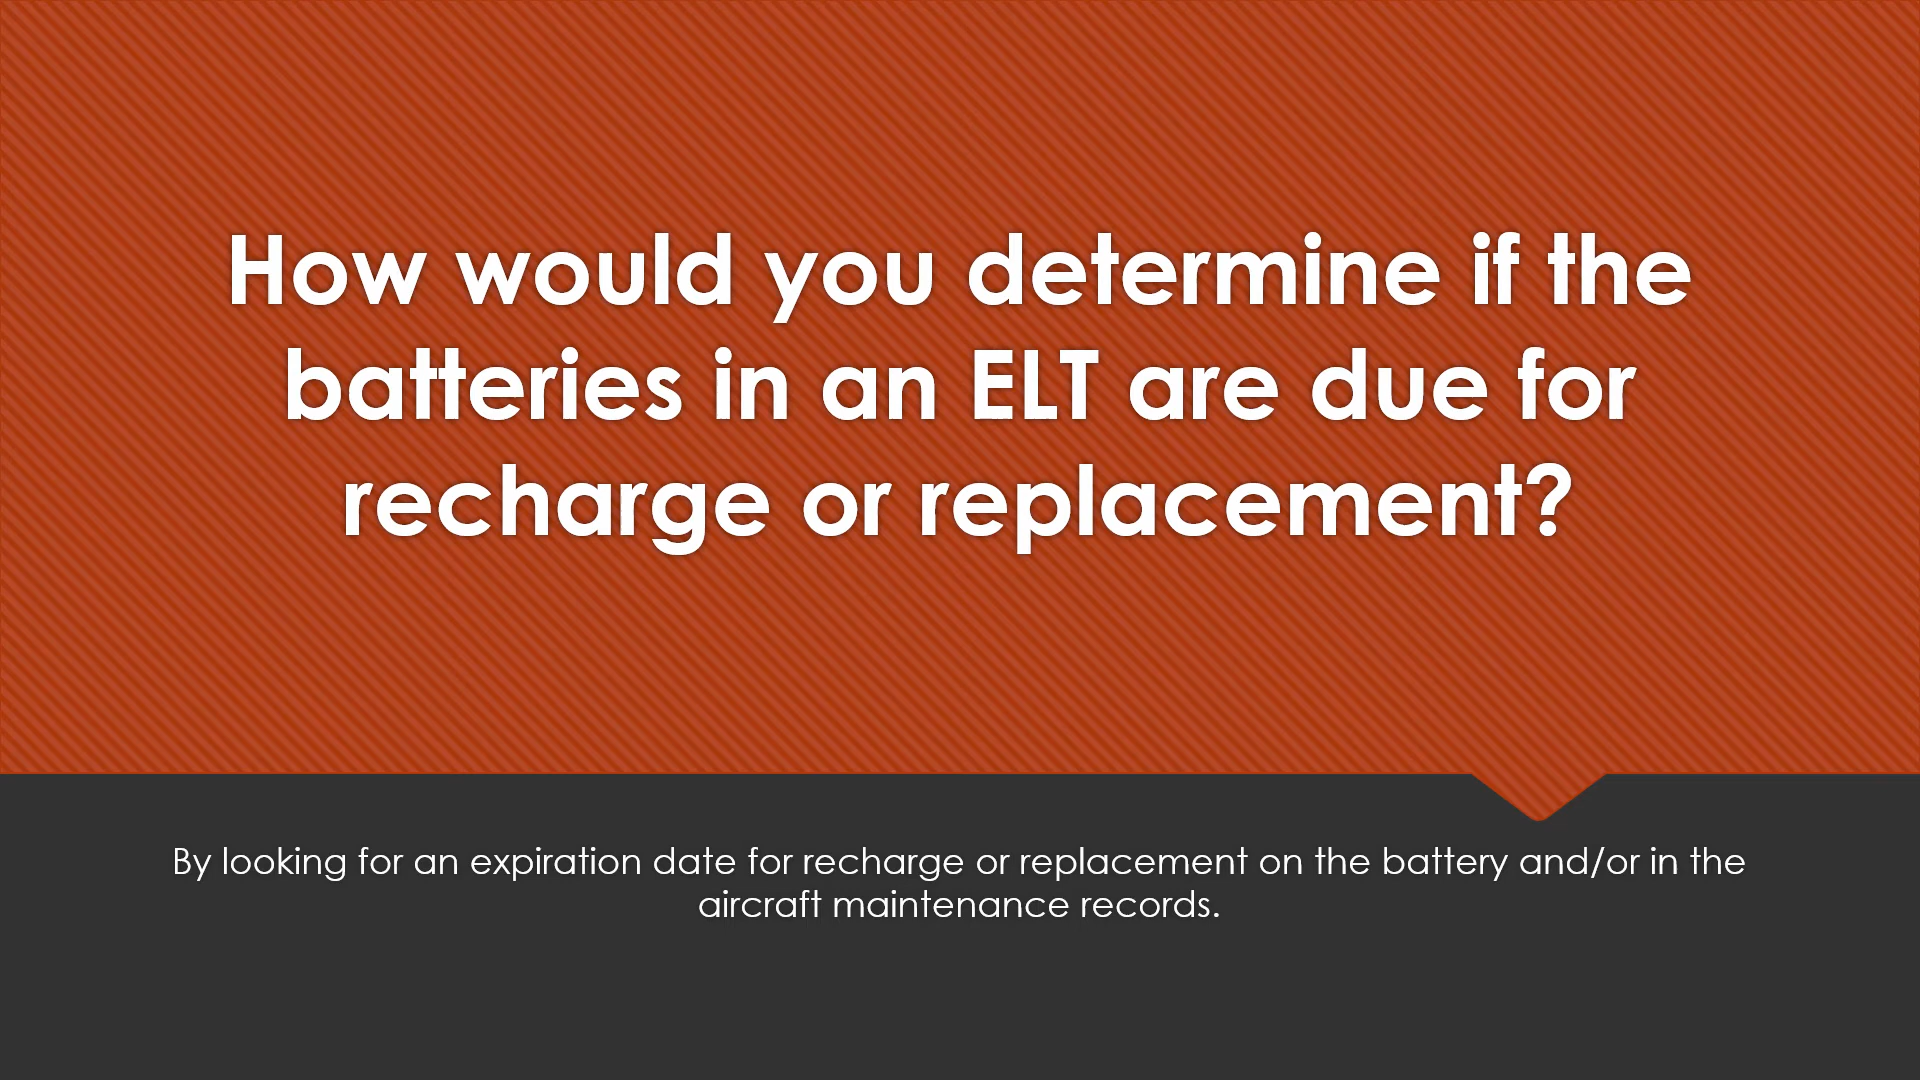 How would you determine if the
batteries in an ELT are due for
recharge or replacement?
By looking for an expiration date for recharge or replacement on the battery and/or in the
aircraft maintenance records.